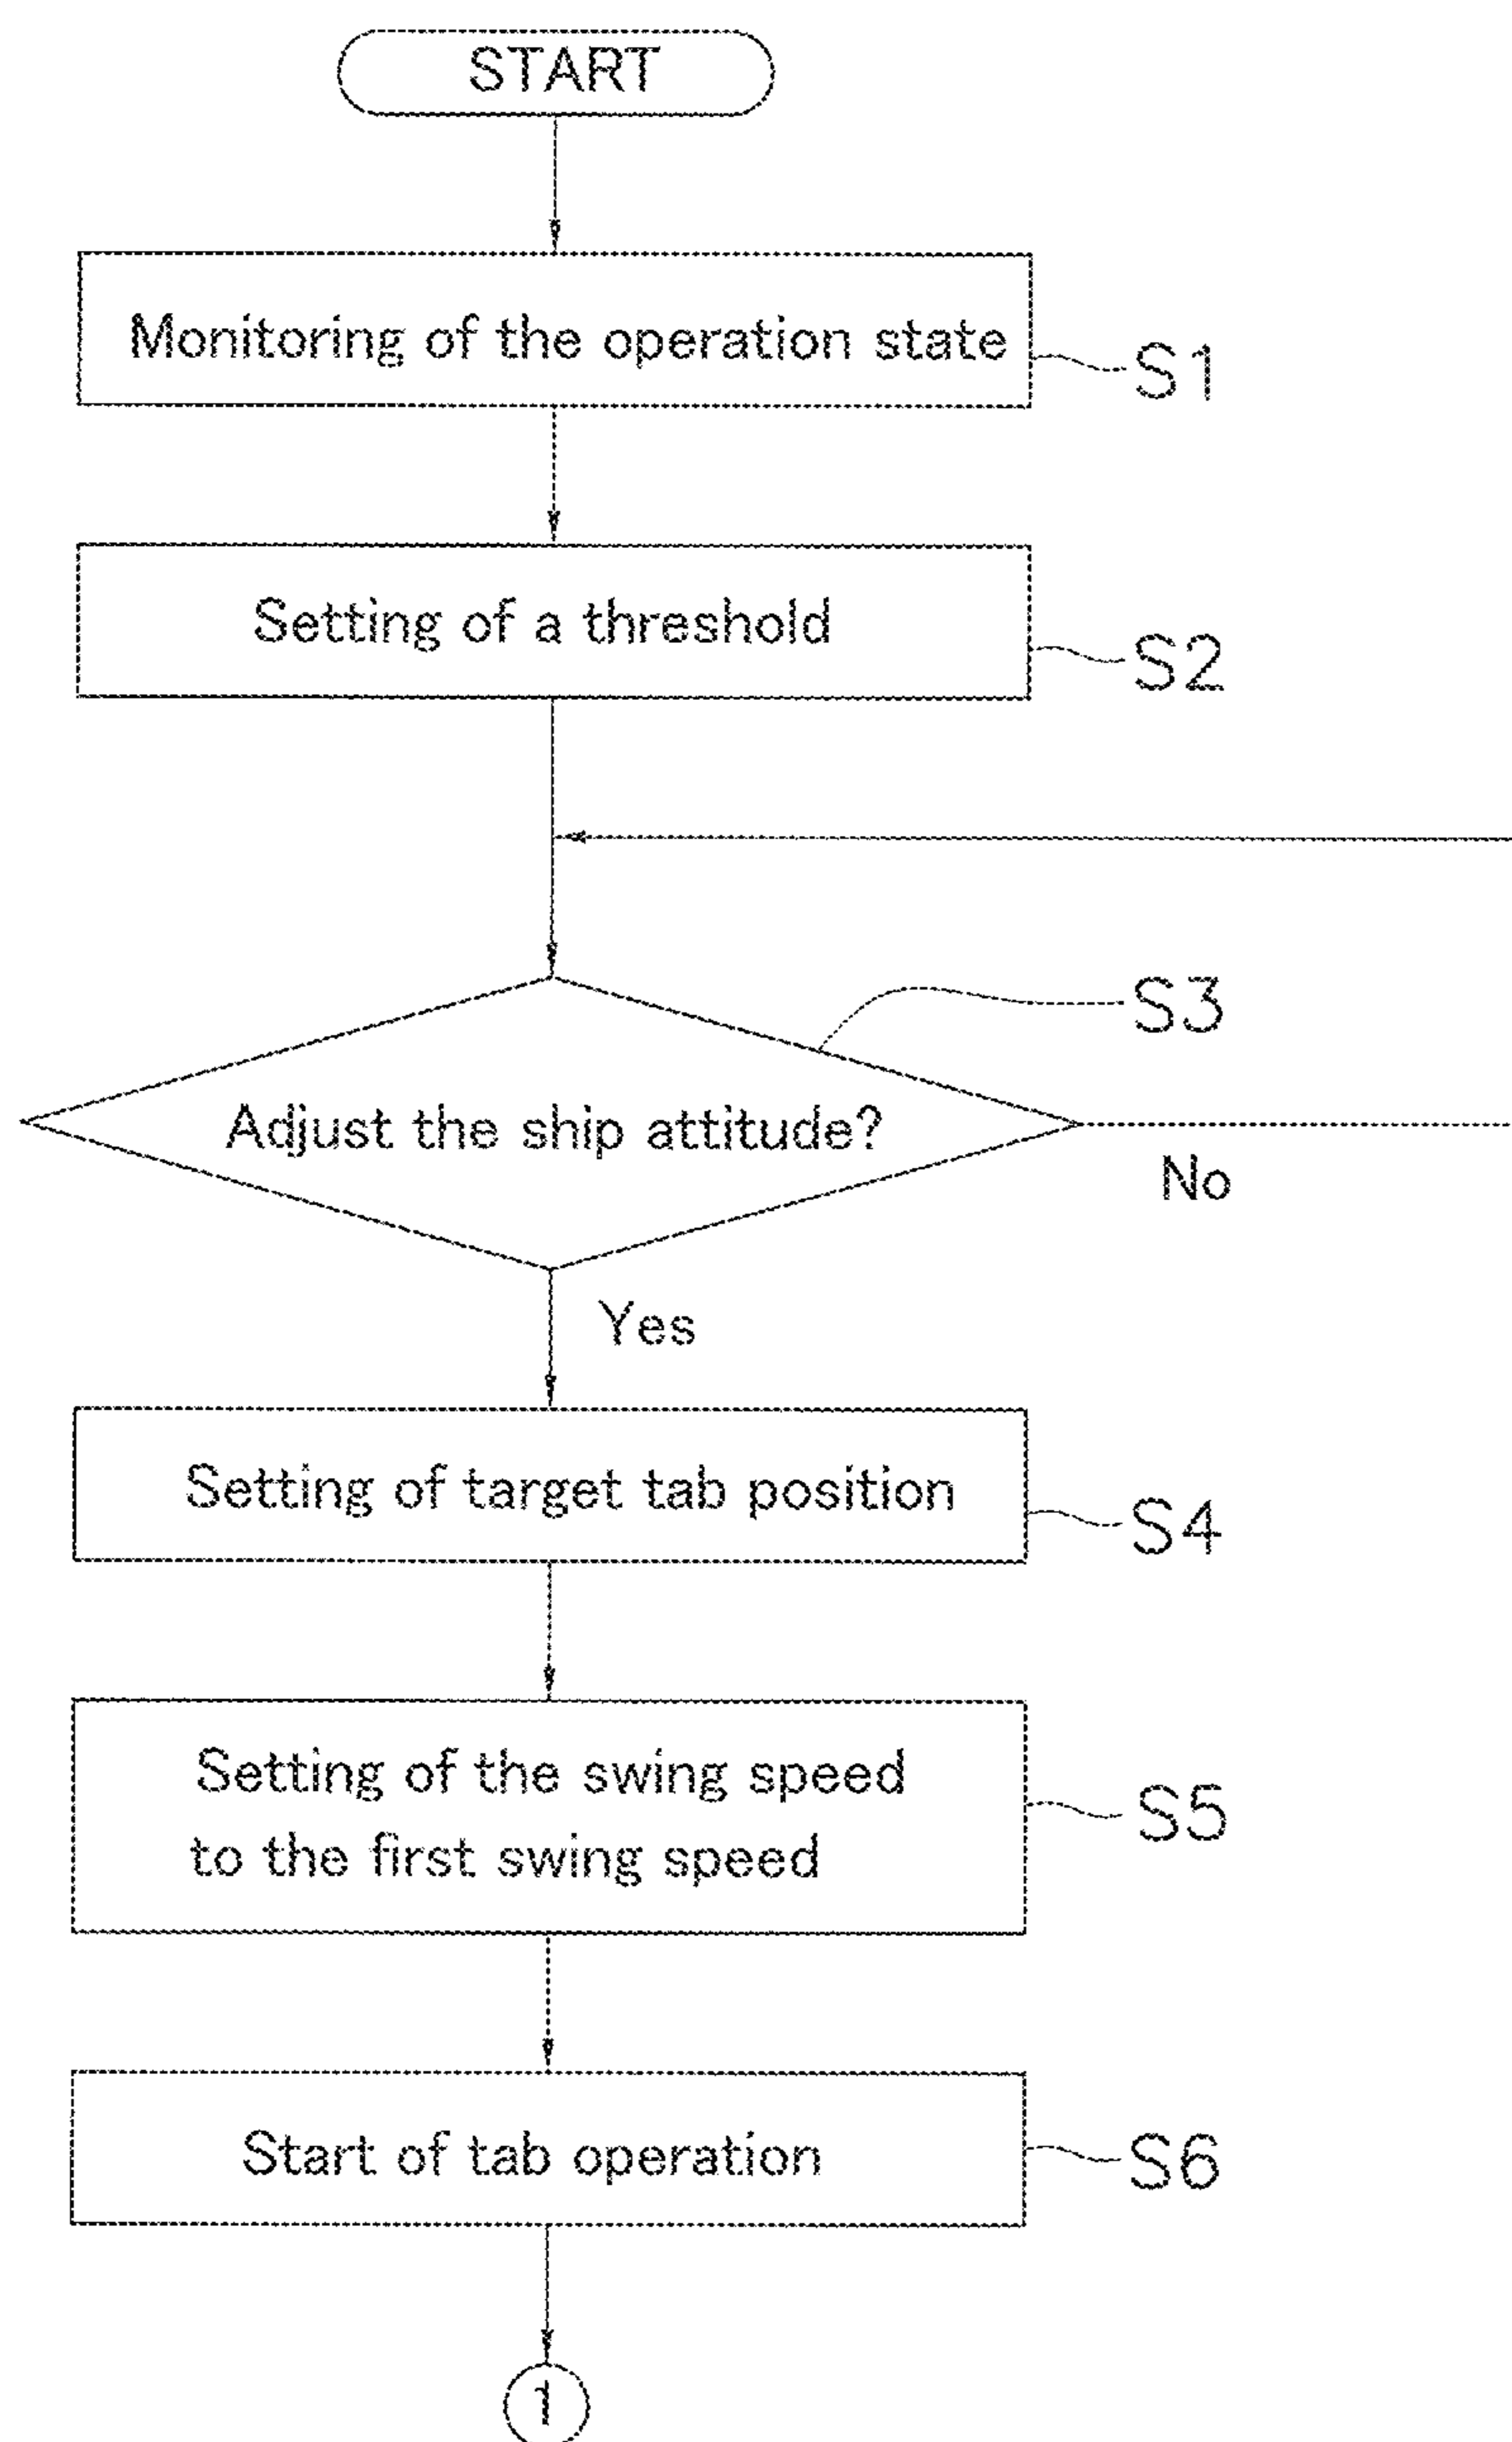 START
Monitoring of the operation state
S1
Setting of a threshold
S2
S3
Adjust the ship attitude?
No
Yes
Setting of target tab position
S4
Setting of the swing speed
to the first swing speed
S5
Start of tab operation
S6
1